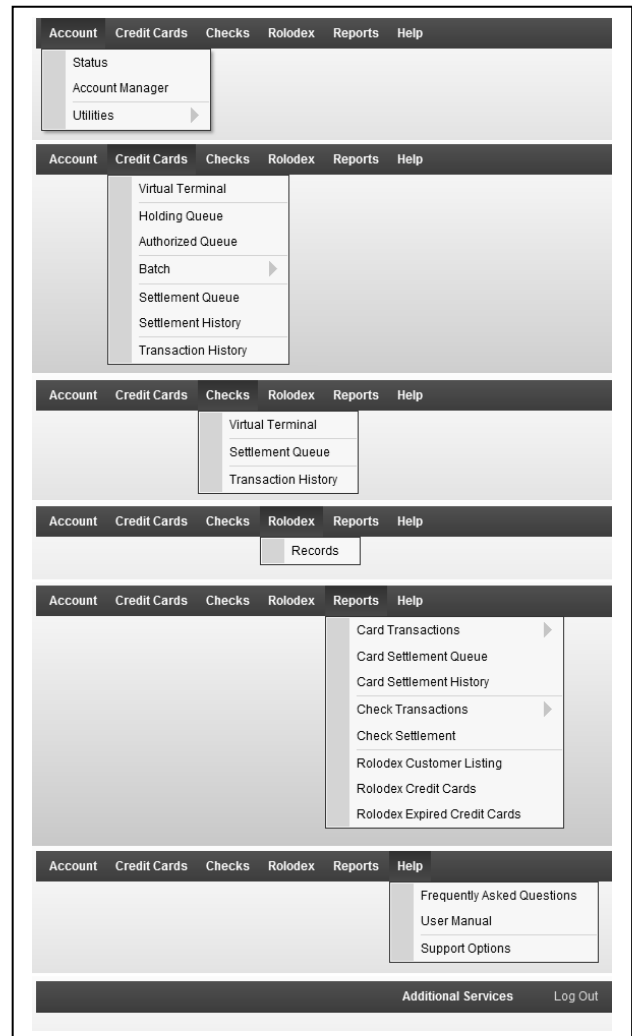 Account Credit Cards Checks Rolodex Reports Help
Status
Account Manager
Utilities
Account Credit Cards Checks Rolodex Reports Help
Virtual Terminal
Holding Queue
Authorized Queue
Batch
Settlement Queue
Settlement History
Transaction History
Account Credit Cards Checks Rolodex Reports Help
Virtual Terminal
Settlement Queue
Transaction History
Account Credit Cards Checks Rolodex Reports Help
Records
Account Credit Cards Checks Rolodex Reports Help
Card Transactions
Card Settlement Queue
Card Settlement History
Check Transactions
Check Settlement
Rolodex Customer Listing
Rolodex Credit Cards
Rolodex Expired Credit Cards
Account Credit Cards Checks Rolodex Reports Help
Frequently Asked Questions
User Manual
Support Options
Additional Services Log Out